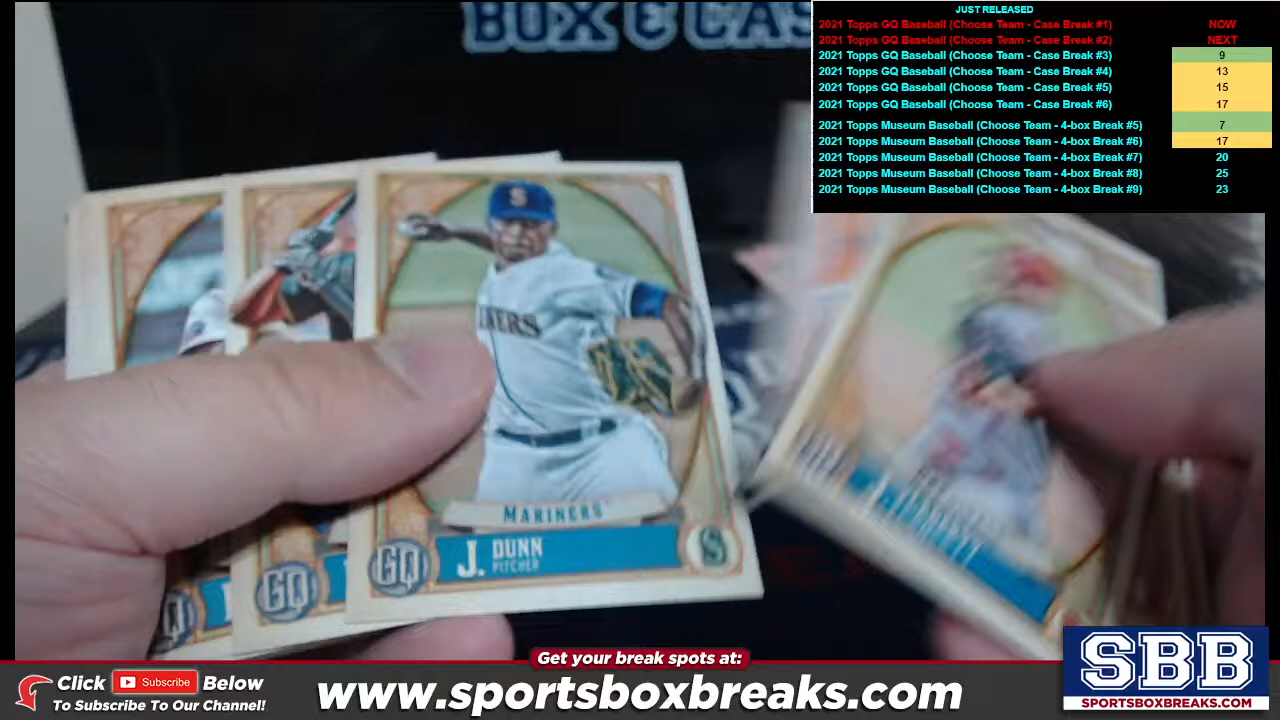 BOX & CAS
JUST RELEASED
2021 Topps GQ Baseball (Choose Team - Case Break #1) NOW
2021 Topps GQ Baseball (Choose Team - Case Break #2) NEXT
2021 Topps GQ Baseball (Choose Team - Case Break #3) 9
2021 Topps GQ Baseball (Choose Team - Case Break #4) 13
2021 Topps GQ Baseball (Choose Team - Case Break #5) 15
2021 Topps GQ Baseball (Choose Team - Case Break #6) 17
2021 Topps Museum Baseball (Choose Team - 4-box Break #5) 7
2021 Topps Museum Baseball (Choose Team - 4-box Break #6) 17
2021 Topps Museum Baseball (Choose Team - 4-box Break #7) 20
2021 Topps Museum Baseball (Choose Team - 4-box Break #8) 25
2021 Topps Museum Baseball (Choose Team - 4-box Break #9) 23
S
NERS
MARINERS
GQ J. DUNN S
PITCHER
GQ
Get your break spots at:
Click Subscribe Below
To Subscribe To Our Channel!
www.sportsboxbreaks.com
SBB
SPORTSBOXBREAKS.COM